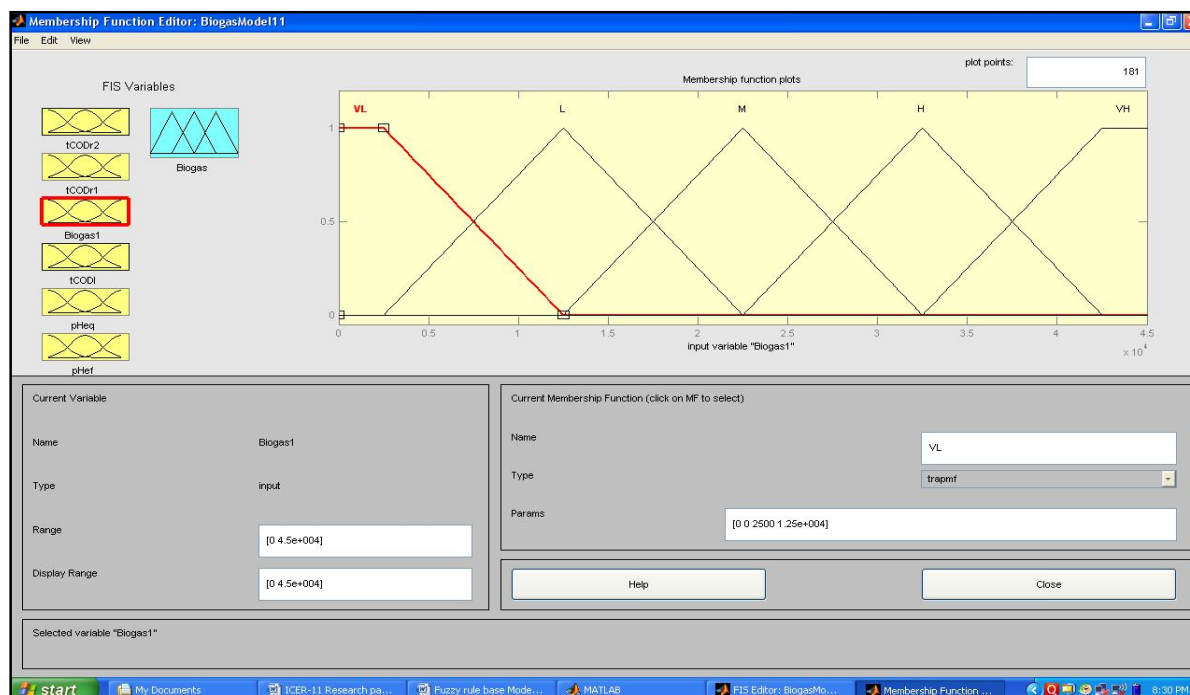 Membership Function Editor: BiogasModel11
File Edit View
plot points:
181
FIS Variables
Membership function plots
tCODr2
tCODr1
Biogas1
tCODI
pHeq
pHef
Biogas
VL L M H VH
1
0.5
0
0 0.5 1 1.5 2 2.5 3 3.5 4 4.5
x 10^4
input variable "Biogas1"
Current Variable
Name Biogas1
Type input
Range [0 4.5e+004]
Display Range [0 4.5e+004]
Current Membership Function (click on MF to select)
Name VL
Type trapmf
Params [0 0 2500 1.25e+004]
Help Close
Selected variable "Biogas1"
start My Documents ICER-11 Research pa... Fuzzy rule base Mode... MATLAB FIS Editor: BiogasMo... Membership Function ... 8:30 PM